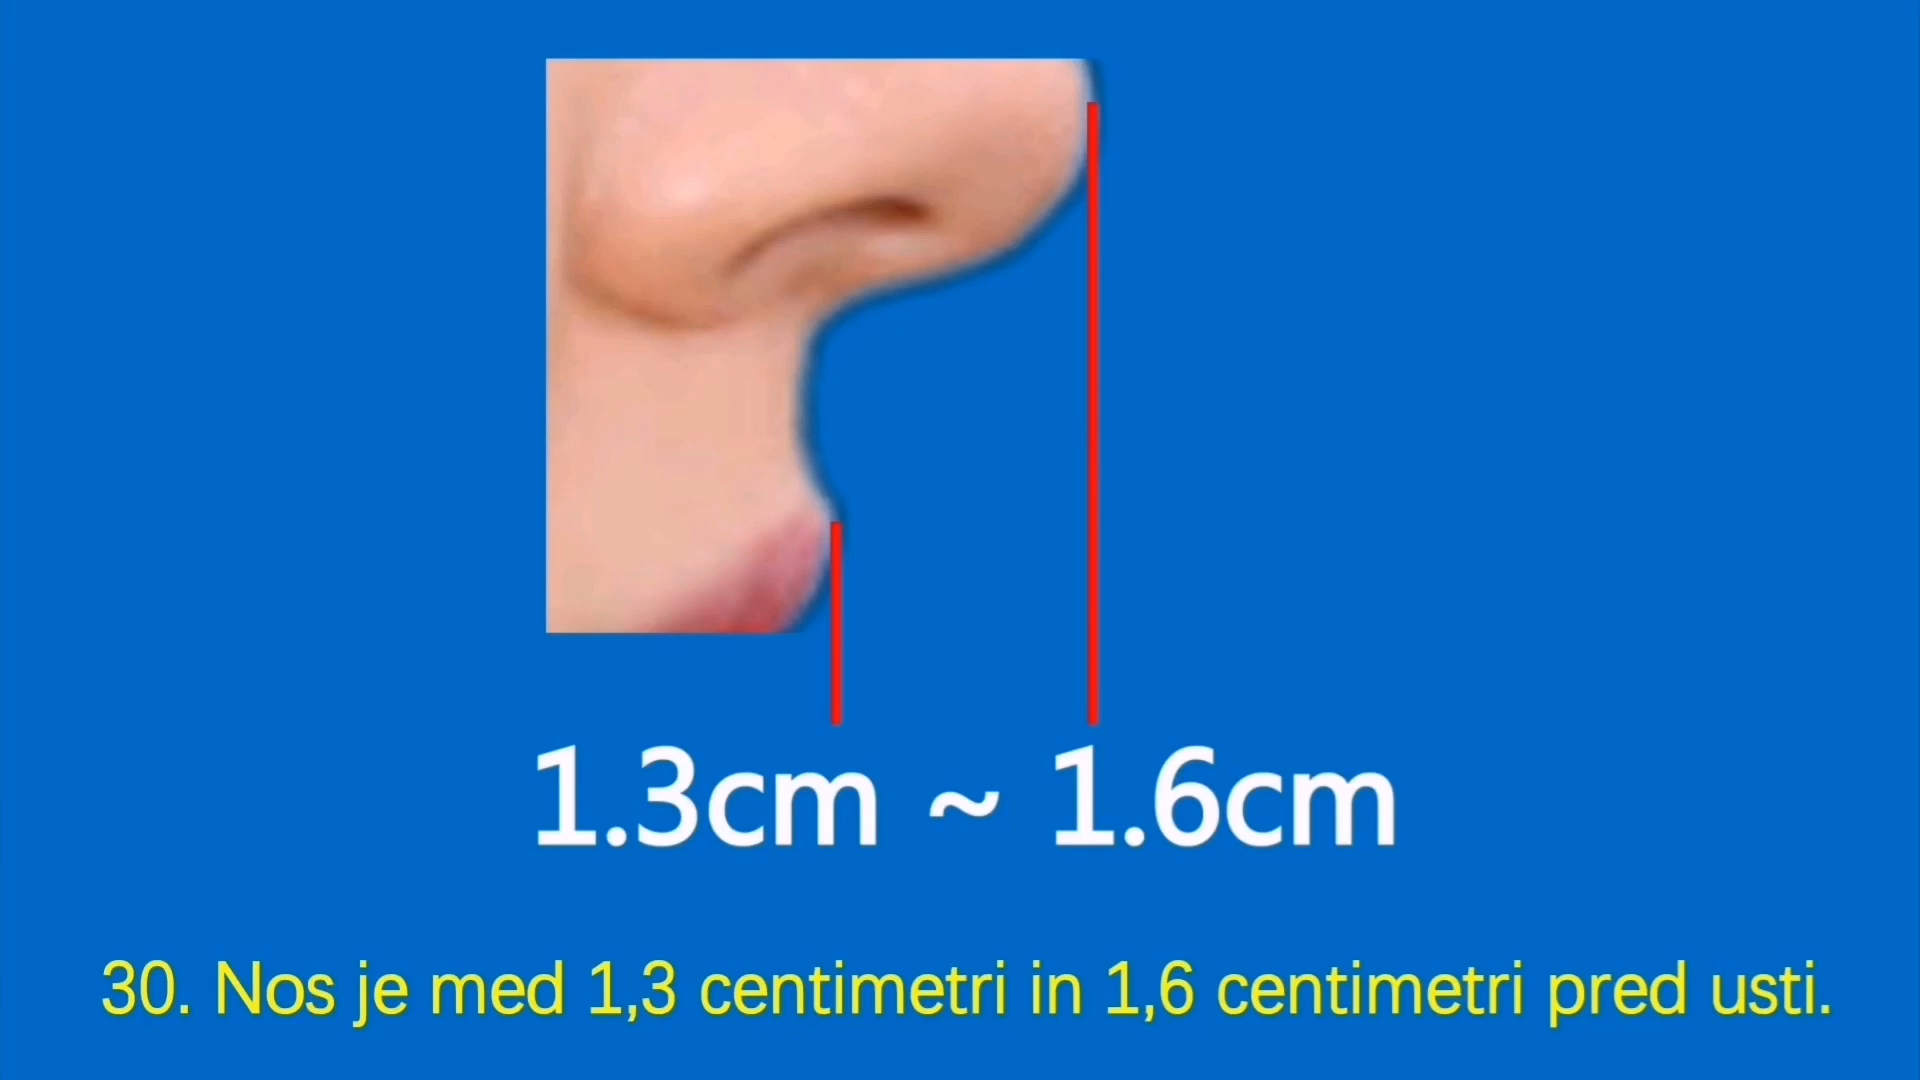 1.3cm ~ 1.6cm
30. Nos je med 1,3 centimetri in 1,6 centimetri pred usti.